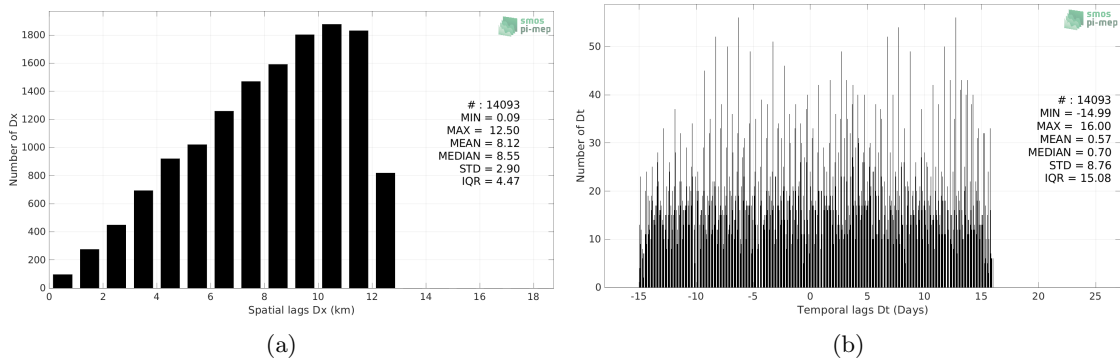 1800
1600
1400
1200
1000
800
600
400
200
0
Number of Dx
smos
pi-mep
# : 14093
MIN = 0.09
MAX = 12.50
MEAN = 8.12
MEDIAN = 8.55
STD = 2.90
IQR = 4.47
0 2 4 6 8 10 12 14 16 18
Spatial lags Dx (km)
(a)
50
40
30
20
10
0
Number of Dt
smos
pi-mep
# : 14093
MIN = -14.99
MAX = 16.00
MEAN = 0.57
MEDIAN = 0.70
STD = 8.76
IQR = 15.08
-15 -10 -5 0 5 10 15 20 25
Temporal lags Dt (Days)
(b)